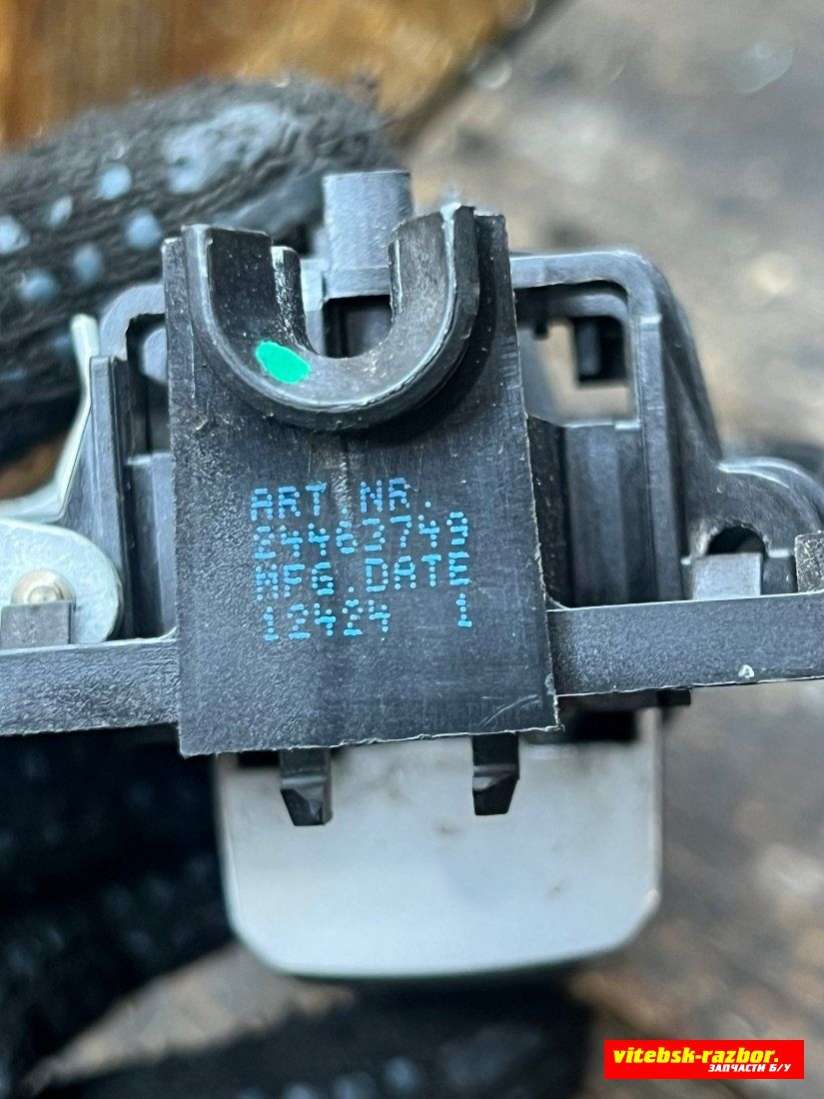 ART.NR.
24463749
MFG.DATE
12424 1
vitebsk-razbor.
ЗАПЧАСТИ Б/У